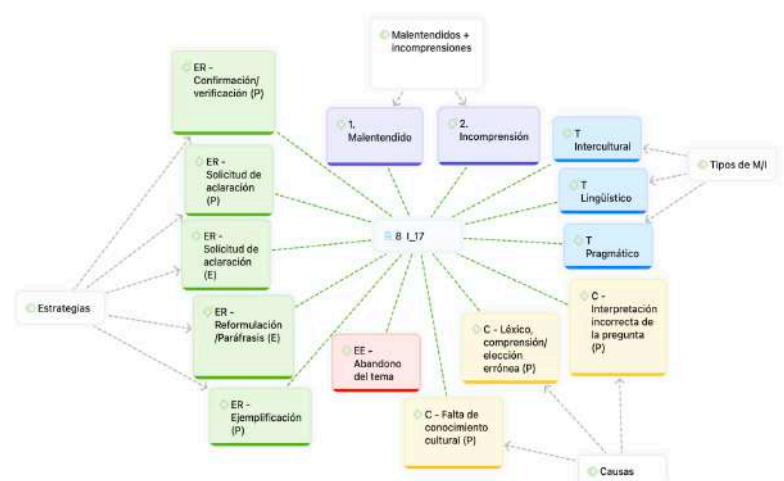 Malentendidos +
incomprensiones
ER -
Confirmación/
verificación (P)
1.
Malentendido
2.
Incomprensión
T
Intercultural
Tipos de M/I
ER -
Solicitud de
aclaración
(P)
T
Lingüístico
8 I_17
ER -
Solicitud de
aclaración
(E)
T
Pragmático
Estrategias
ER -
Reformulación
/Paráfrasis (E)
C -
Interpretación
incorrecta de
la pregunta
(P)
C - Léxico,
comprensión/
elección
errónea (P)
EE -
Abandono
del tema
ER -
Ejemplificación
(P)
C - Falta de
conocimiento
cultural (P)
Causas